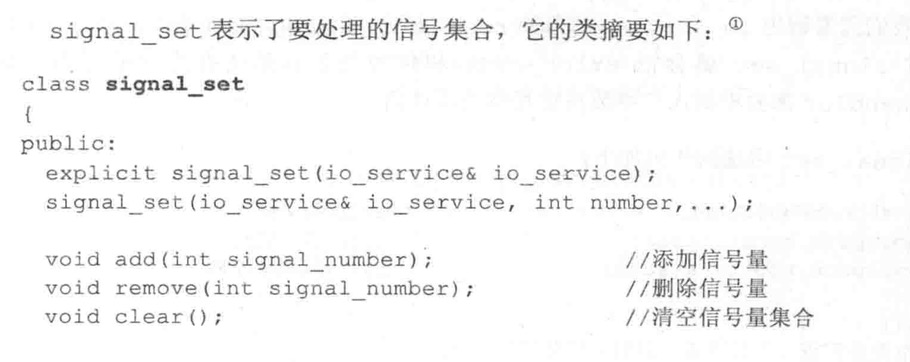 signal_set 表示了要处理的信号集合，它的类摘要如下：①
class signal_set
{
public:
explicit signal_set(io_service& io_service);
signal_set(io_service& io_service, int number,...);
void add(int signal_number); //添加信号量
void remove(int signal_number); //删除信号量
void clear(); //清空信号量集合